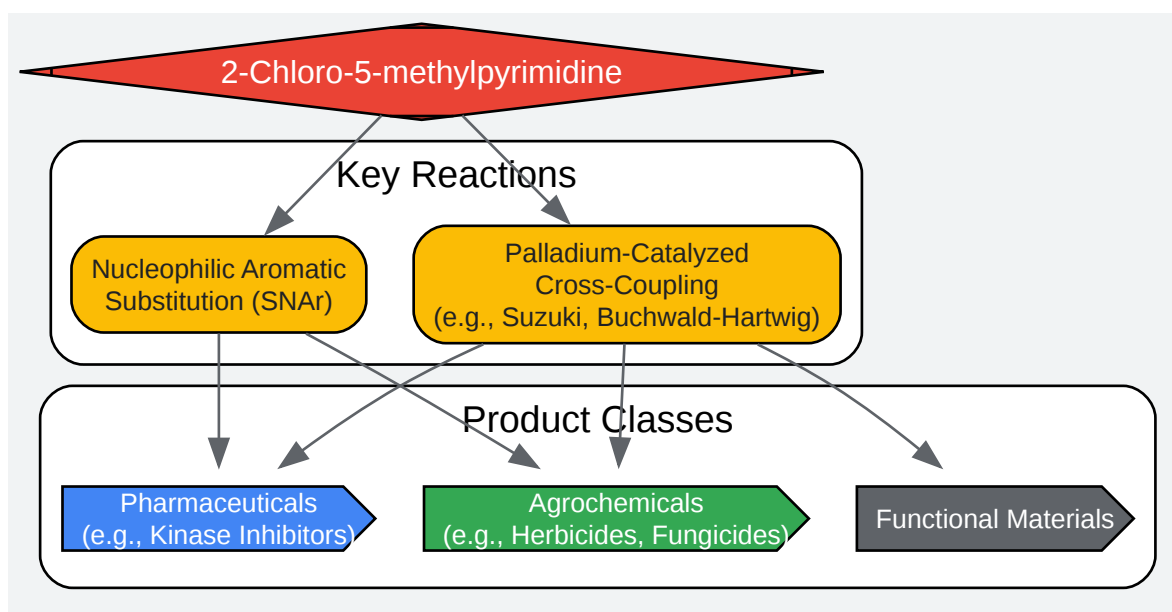 2-Chloro-5-methylpyrimidine
Key Reactions
Nucleophilic Aromatic
Substitution (SNAr)
Palladium-Catalyzed
Cross-Coupling
(e.g., Suzuki, Buchwald-Hartwig)
Product Classes
Pharmaceuticals
(e.g., Kinase Inhibitors)
Agrochemicals
(e.g., Herbicides, Fungicides)
Functional Materials